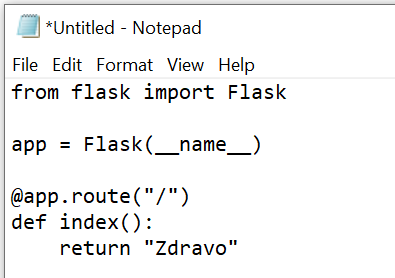 *Untitled - Notepad
File Edit Format View Help
from flask import Flask
app = Flask(__name__)
@app.route("/")
def index():
    return "Zdravo"